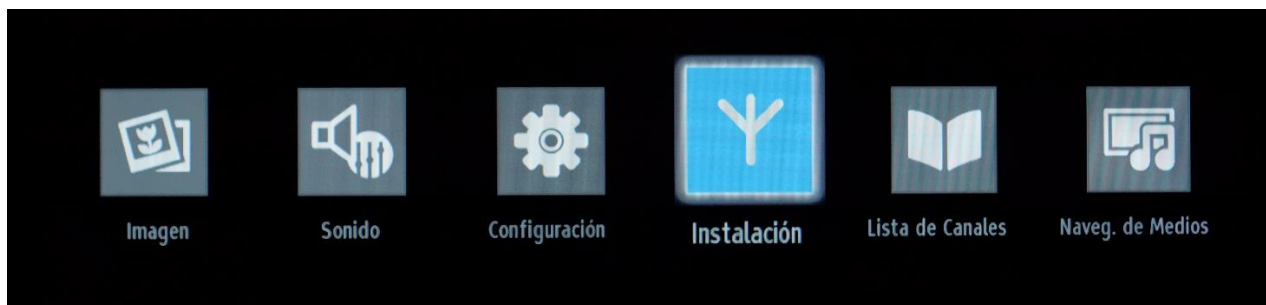 Imagen
Sonido
Configuración
Instalación
Lista de Canales
Naveg. de Medios